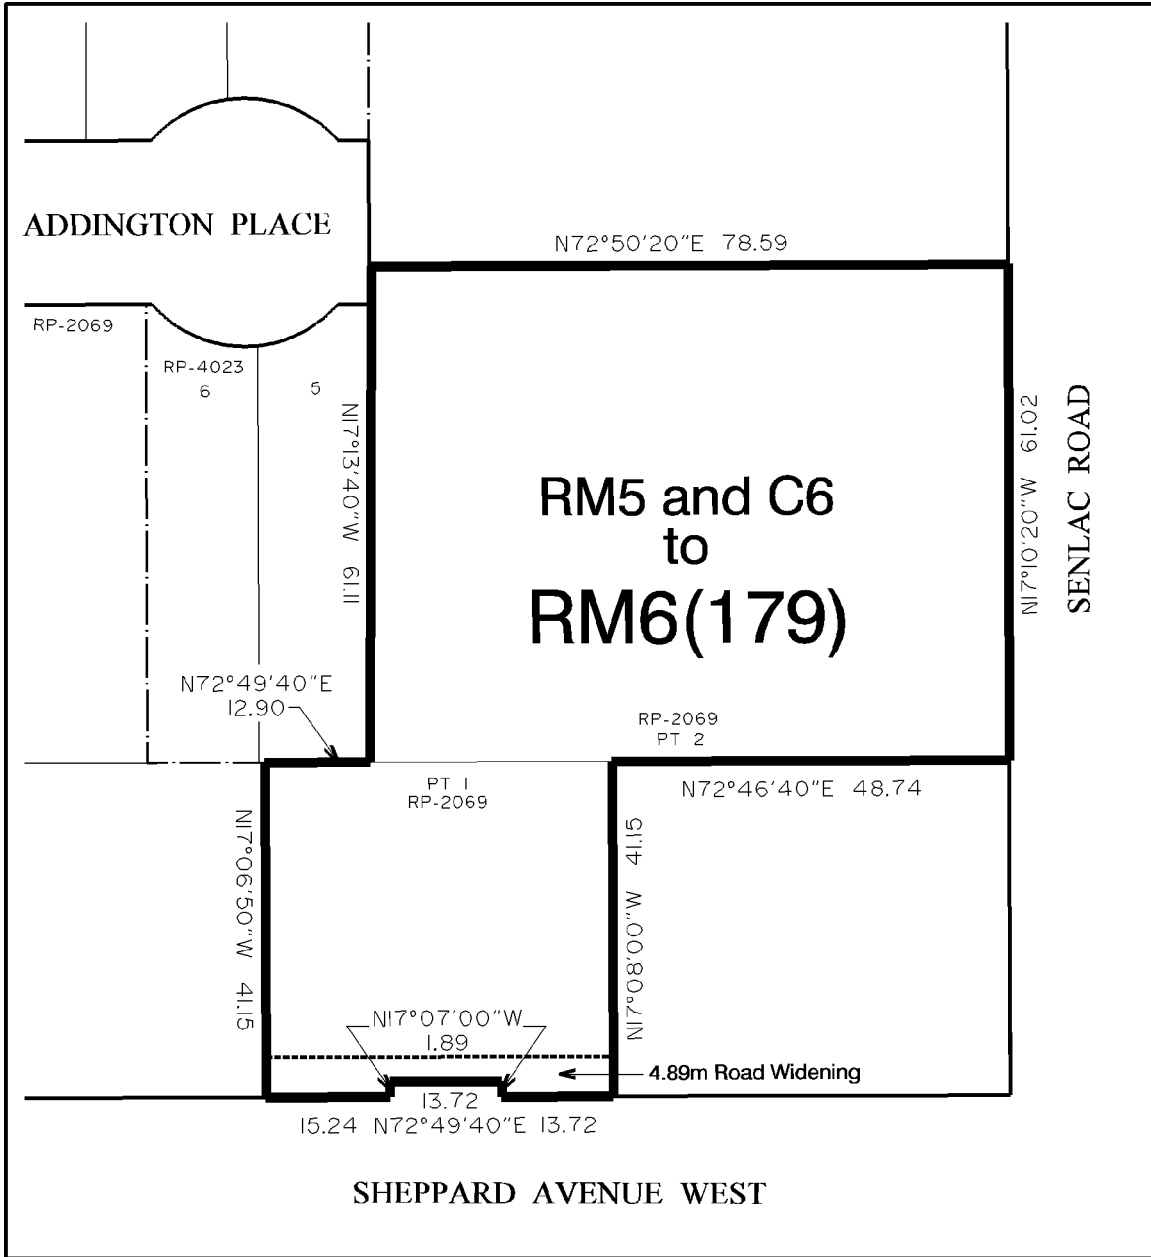 ADDINGTON PLACE
N72°50'20"E 78.59
RP-2069
RP-4023
6
5
N17°13'40"W 61.11
N17°10'20"W 61.02
SENLAC ROAD
RM5 and C6
to
RM6(179)
N72°49'40"E
12.90
RP-2069
PT 2
PT 1
RP-2069
N72°46'40"E 48.74
N17°06'50"W 41.15
N17°08'00"W 41.15
N17°07'00"W
1.89
4.89m Road Widening
13.72
15.24 N72°49'40"E 13.72
SHEPPARD AVENUE WEST